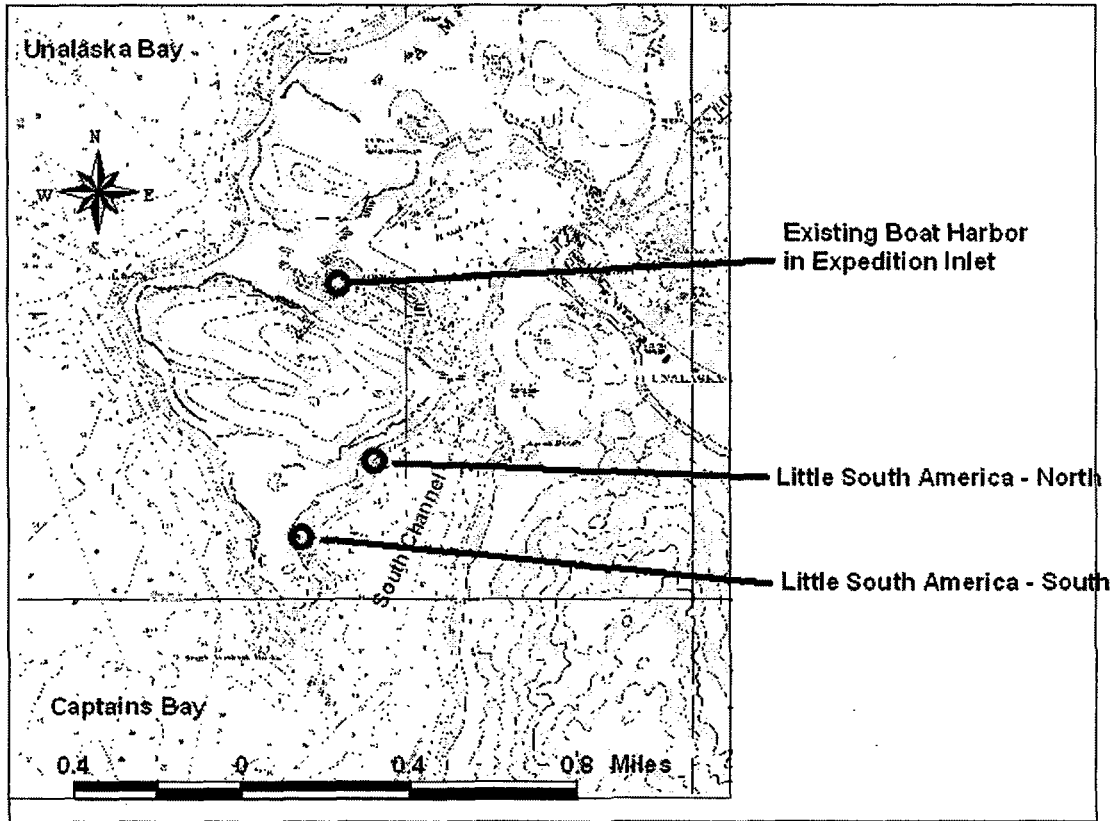 Unalaska Bay
N
W E
S
Existing Boat Harbor
in Expedition Inlet
UNALASKA
Little South America - North
South Channel
Little South America - South
Captains Bay
0.4 0 0.4 0.8 Miles